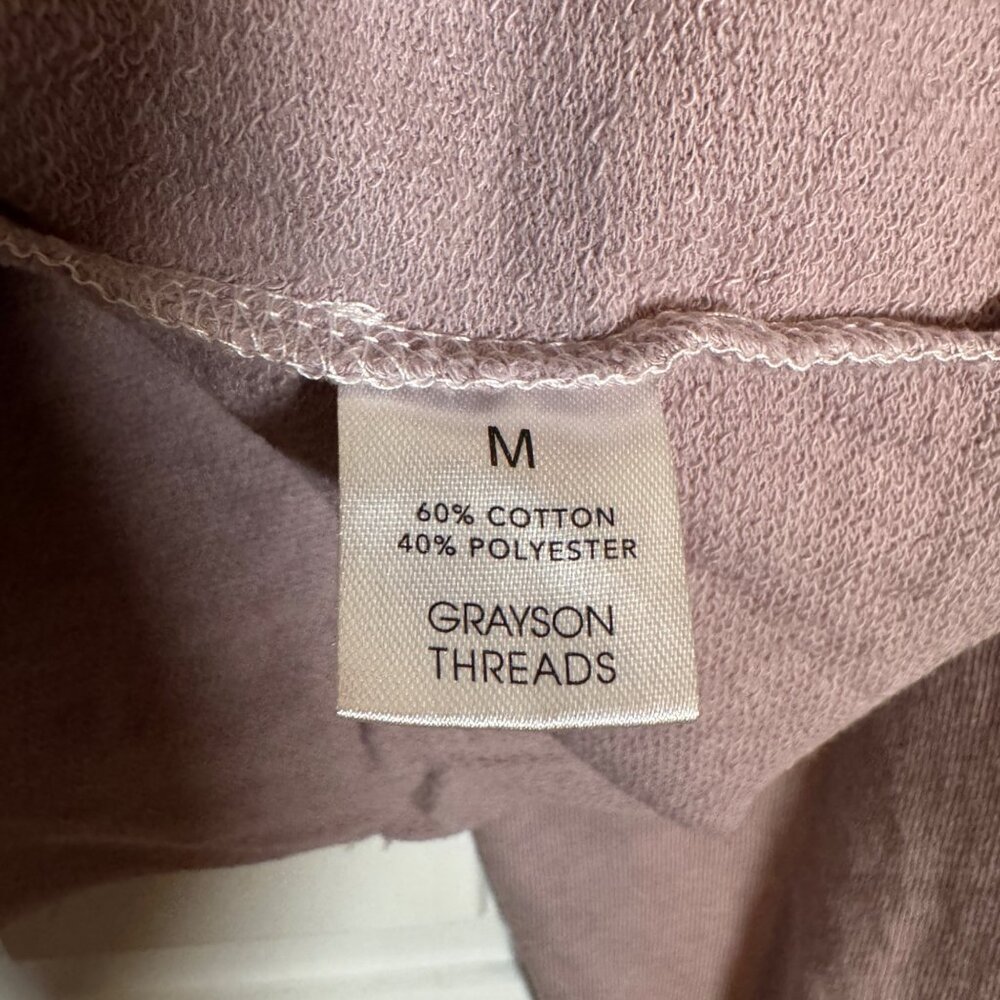 M
60% COTTON
40% POLYESTER
GRAYSON
THREADS